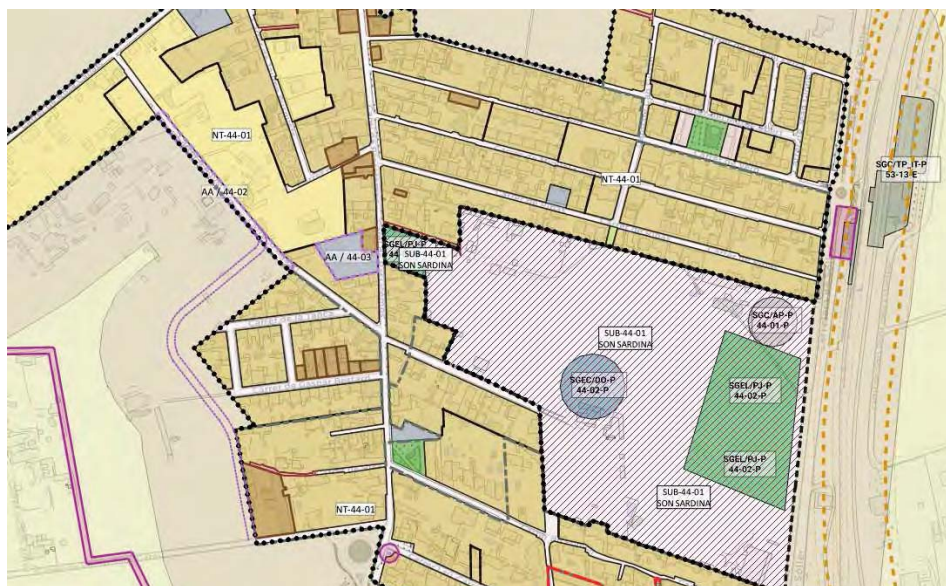 NT-44-01
AA / 44-02
NT-44-01
SGC/TP_IT-P
53-13-E
SGEL/PJ-P
44
SUB-44-01
SON SARDINA
AA / 44-03
SGC/AP-P
44-01-P
SUB-44-01
SON SARDINA
SGEC/DO-P
44-02-P
SGEL/PJ-P
44-02-P
SGEL/PJ-P
44-02-P
SUB-44-01
SON SARDINA
NT-44-01